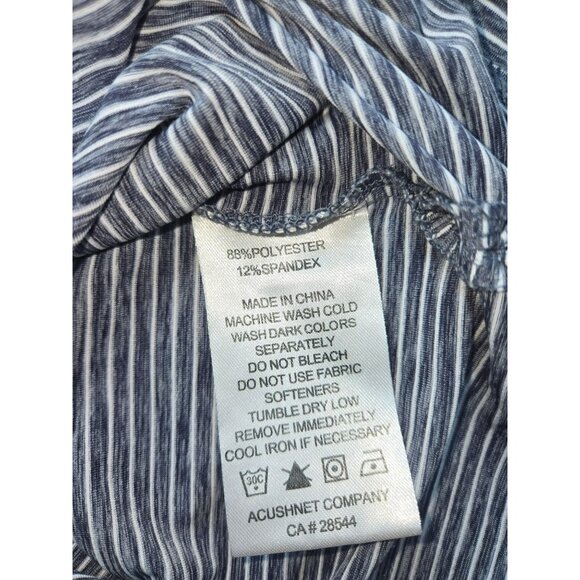 88%POLYESTER
12%SPANDEX
MADE IN CHINA
MACHINE WASH COLD
WASH DARK COLORS
SEPARATELY
DO NOT BLEACH
DO NOT USE FABRIC
SOFTENERS
TUMBLE DRY LOW
REMOVE IMMEDIATELY
COOL IRON IF NECESSARY
30C
ACUSHNET COMPANY
CA # 28544